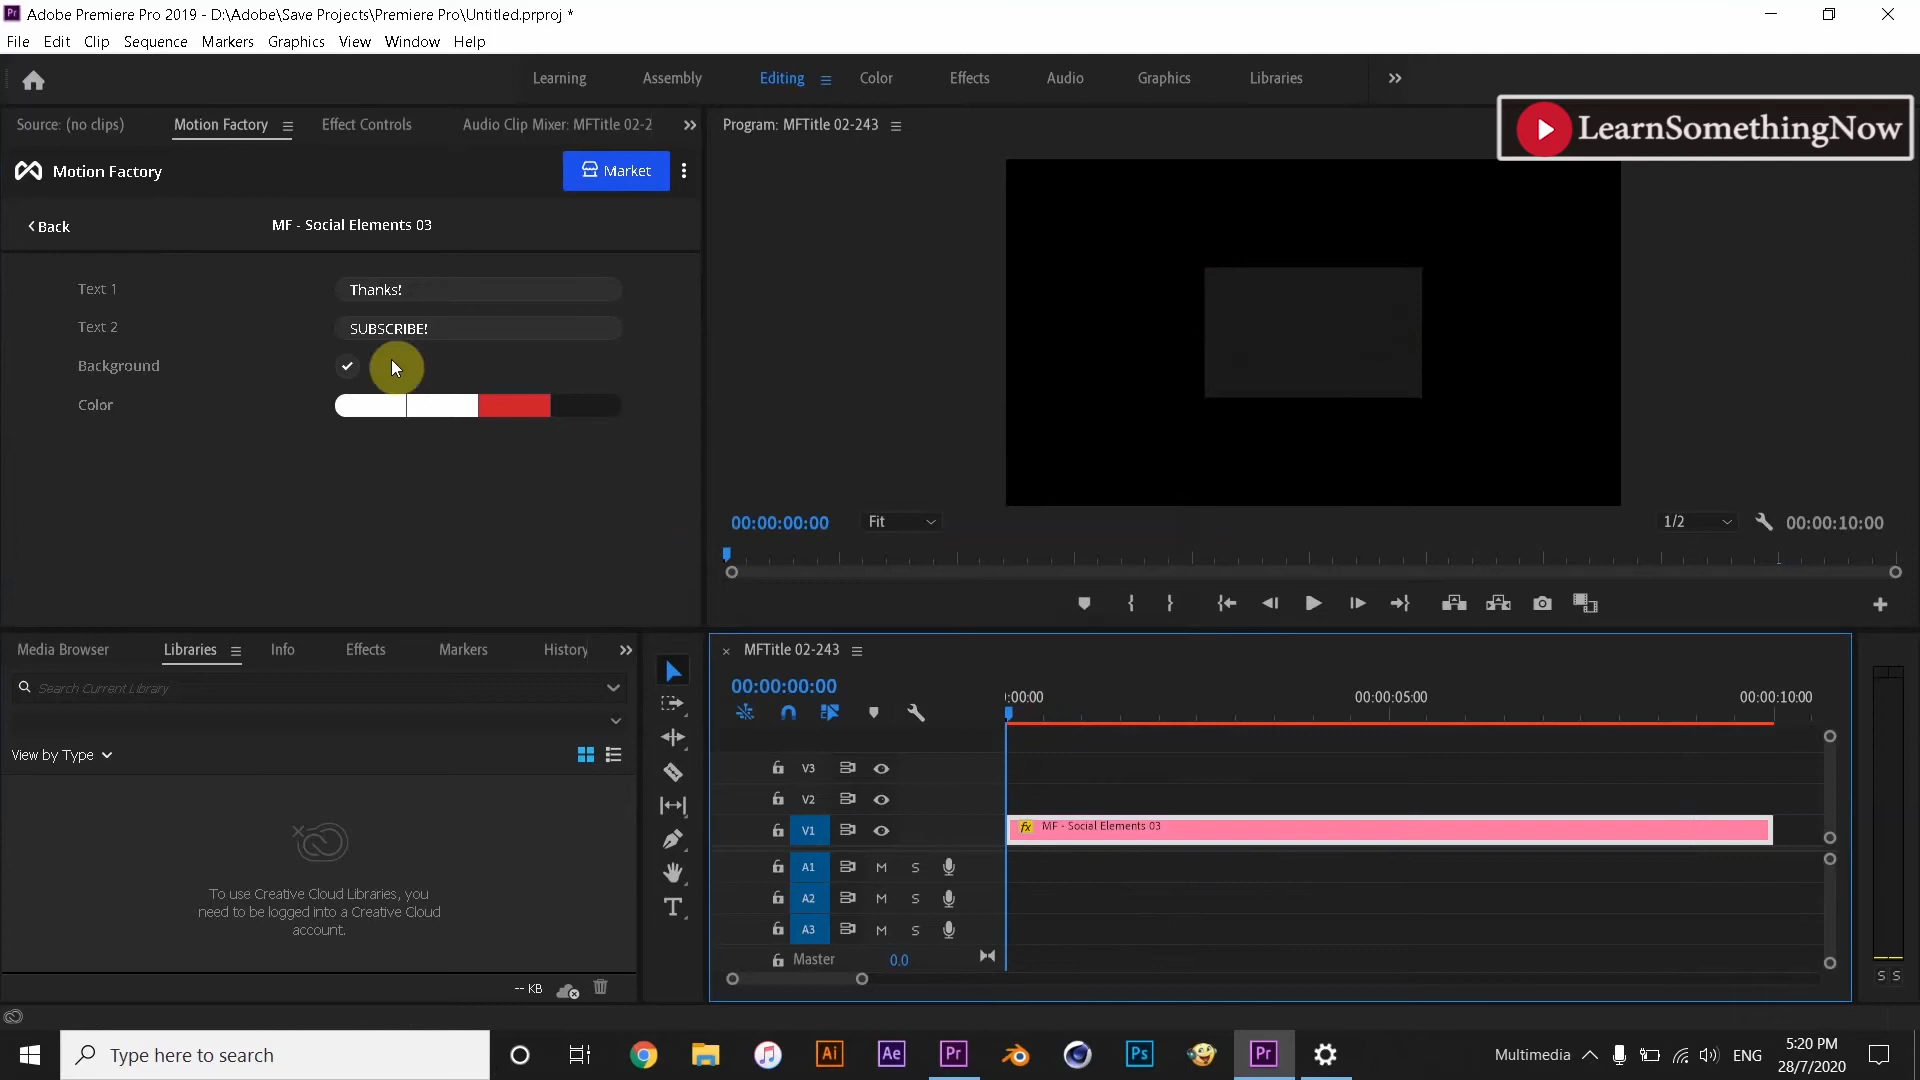 Adobe Premiere Pro 2019 - D:\Adobe\Save Projects\Premiere Pro\Untitled.prproj *
File Edit Clip Sequence Markers Graphics View Window Help
Learning Assembly Editing Color Effects Audio Graphics Libraries
LearnSomethingNow
Source: (no clips) Motion Factory Effect Controls Audio Clip Mixer: MFTitle 02-2
Program: MFTitle 02-243
Motion Factory
Market
Back
MF - Social Elements 03
Text 1 Thanks!
Text 2 SUBSCRIBE!
Background
Color
00:00:00:00 Fit 1/2 00:00:10:00
Media Browser Libraries Info Effects Markers History
Search Current Library
View by Type
To use Creative Cloud Libraries, you
need to be logged into a Creative Cloud
account.
-- KB
MFTitle 02-243
00:00:00:00
:00:00 00:00:05:00 00:00:10:00
V3
V2
V1 fx MF - Social Elements 03
A1 M S
A2 M S
A3 M S
Master 0.0
S S
Type here to search
Ai Ae Pr Ps Pr
Multimedia ENG
5:20 PM
28/7/2020